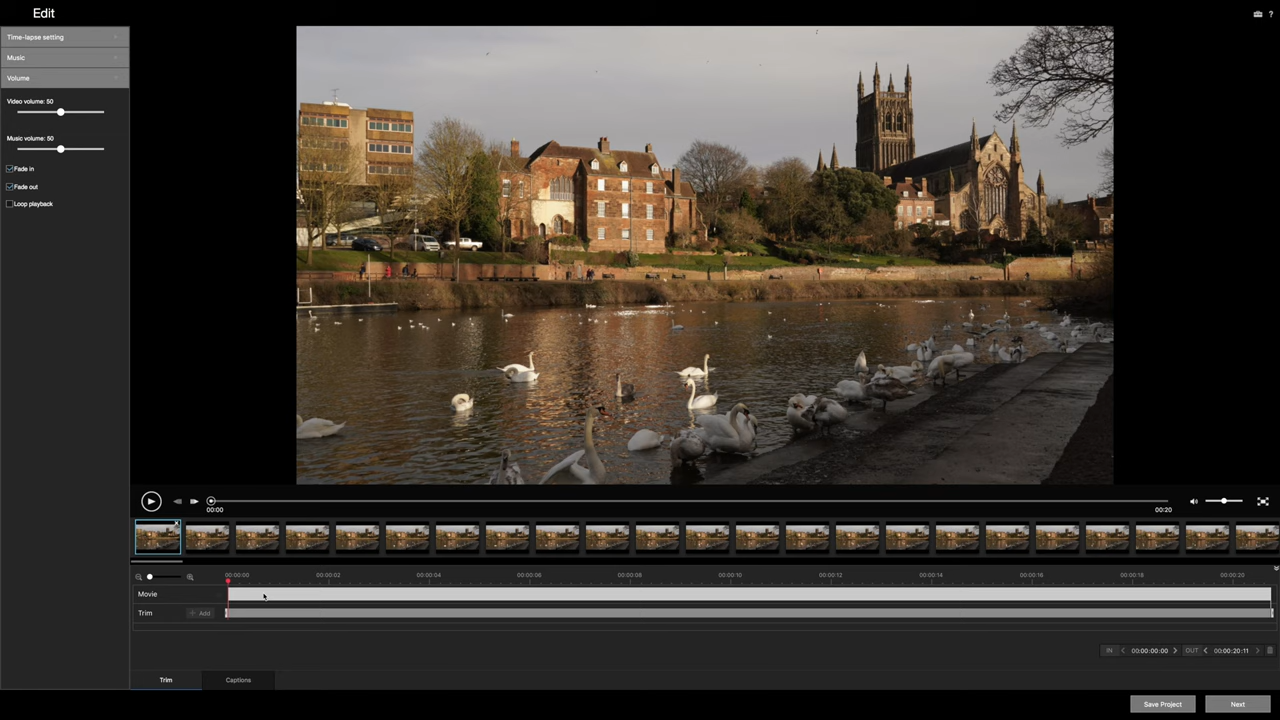 Edit
?
Time-lapse setting
Music
Volume
Video volume: 50
Music volume: 50
Fade in
Fade out
Loop playback
00:00
00:20
00:00:00 00:00:02 00:00:04 00:00:06 00:00:08 00:00:10 00:00:12 00:00:14 00:00:16 00:00:18 00:00:20
Movie
Trim + Add
IN 00:00:00:00 OUT 00:00:20:11
Trim Captions
Save Project Next